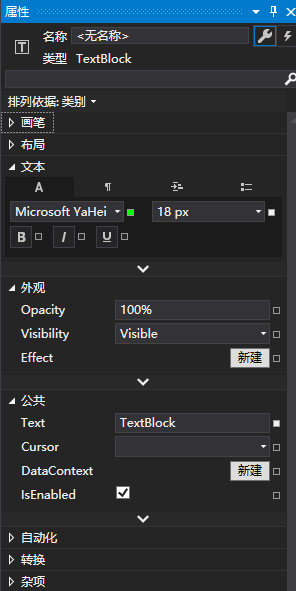 属性
名称 <无名称>
类型 TextBlock
排列依据: 类别
画笔
布局
文本
A ¶
Microsoft YaHei 18 px
B I U
外观
Opacity 100%
Visibility Visible
Effect 新建
公共
Text TextBlock
Cursor
DataContext 新建
IsEnabled
自动化
转换
杂项